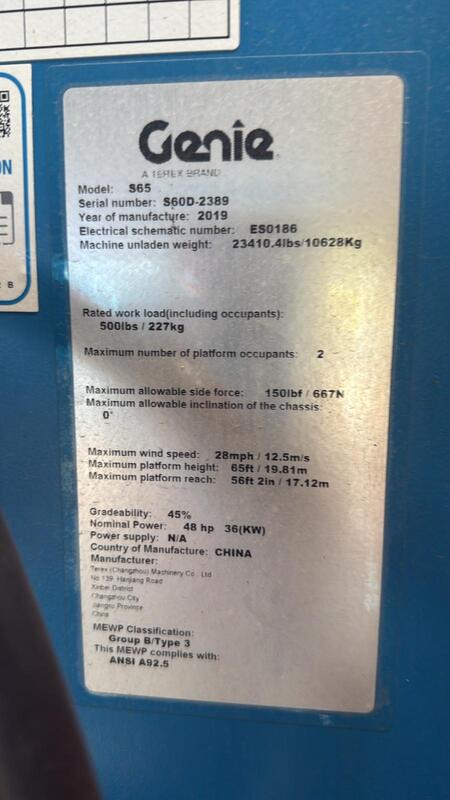 ON
B
Genie
A TEREX BRAND
Model: S65
Serial number: S60D-2389
Year of manufacture: 2019
Electrical schematic number: ES0186
Machine unladen weight: 23410.4lbs/10628Kg
Rated work load(including occupants):
500lbs / 227kg
Maximum number of platform occupants: 2
Maximum allowable side force: 150lbf / 667N
Maximum allowable inclination of the chassis:
0°
Maximum wind speed: 28mph / 12.5m/s
Maximum platform height: 65ft / 19.81m
Maximum platform reach: 56ft 2in / 17.12m
Gradeability: 45%
Nominal Power: 48 hp 36(KW)
Power supply: N/A
Country of Manufacture: CHINA
Manufacturer:
Terex (Changzhou) Machinery Co., Ltd
No 139 Hanjiang Road
Xinbei District
Changzhou City
Jiangsu Province
China
MEWP Classification:
Group B/Type 3
This MEWP complies with:
ANSI A92.5